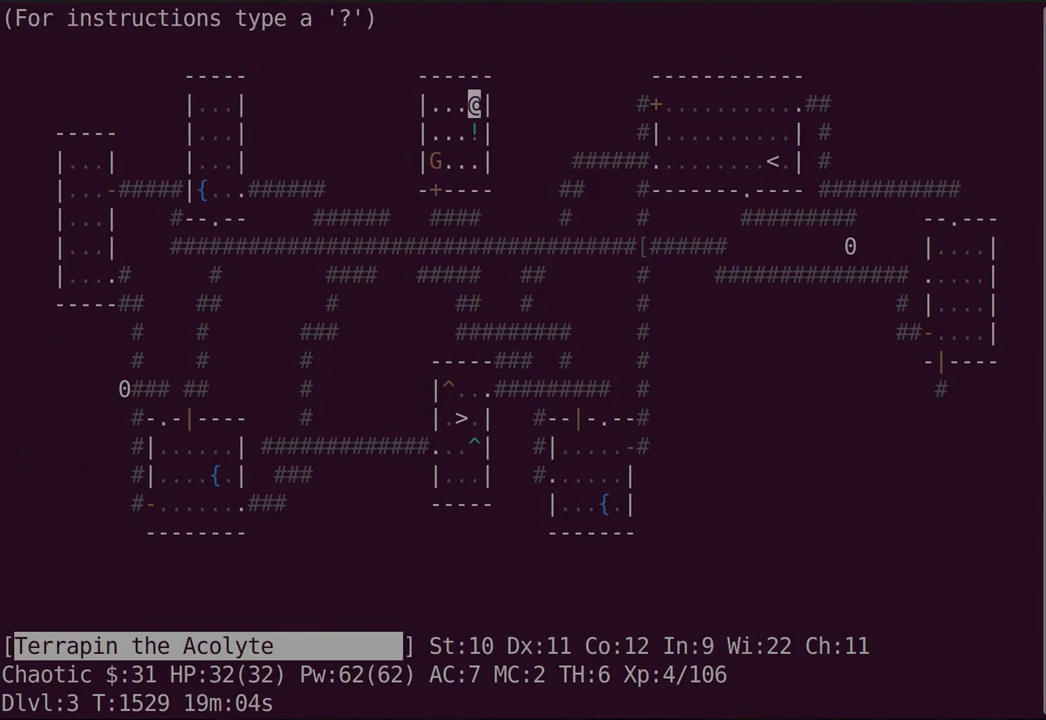 (For instructions type a '?')
----- ------ ------------
|...| |...@| #+...........##
----- |...| |...!| #|..........| #
|...| |...| |G...| ######.........<.| #
|...-#####|{...###### -+---- ## #-------.---- ###########
|...| #--.-- ###### #### # # ######### --.---
|...| #####################################[###### 0 |....|
|....# # #### ##### ## # ############## .....|
-----## ## # ## # # # |....|
# # ### ######### # ##-....|
# # # -----### # # -|----
0### ## # |^...######### # #
#-.-|---- # |.>.| #--|-.--#
#|.....| #############...^| #|.....-#
#|....{.| ### |...| #......|
#-.......### ----- |...{.|
-------- -------
[Terrapin the Acolyte ] St:10 Dx:11 Co:12 In:9 Wi:22 Ch:11
Chaotic $:31 HP:32(32) Pw:62(62) AC:7 MC:2 TH:6 Xp:4/106
Dlvl:3 T:1529 19m:04s